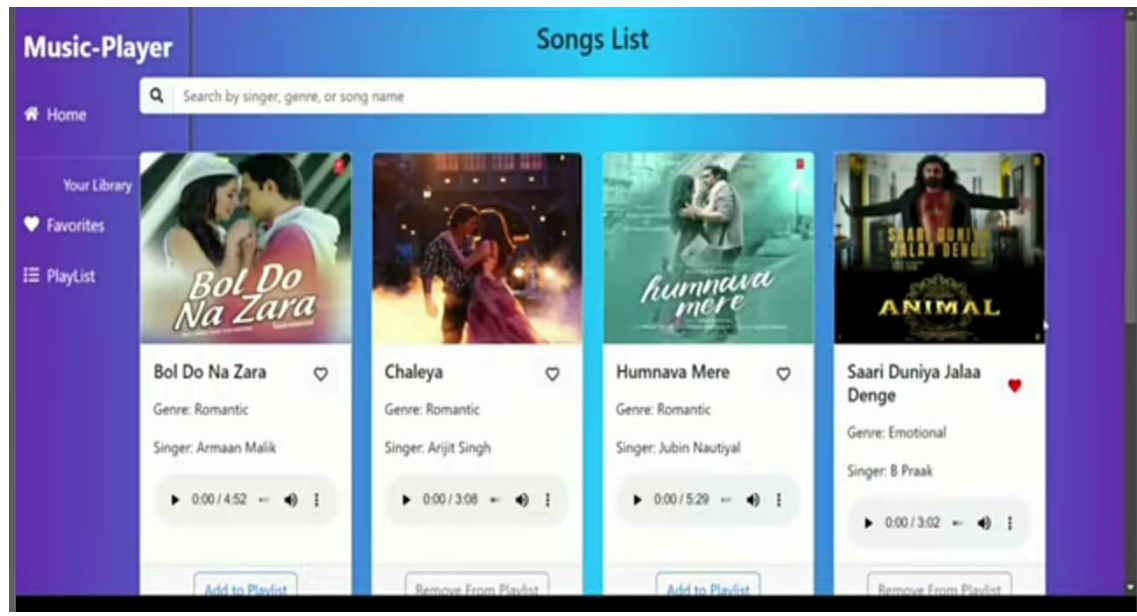 Music-Player
Songs List
Search by singer, genre, or song name
Home
Your Library
Favorites
PlayList
Bol Do
Na Zara
Bol Do Na Zara
Genre: Romantic
Singer: Armaan Malik
0:00 / 4:52
Add to Playlist
Chaleya
Genre: Romantic
Singer: Arijit Singh
0:00 / 3:08
Remove From Playlist
humnava
mere
Humnava Mere
Genre: Romantic
Singer: Jubin Nautiyal
0:00 / 5:29
Add to Playlist
SAARI DUNIYA
JALAA DENGE
ANIMAL
Saari Duniya Jalaa
Denge
Genre: Emotional
Singer: B Praak
0:00 / 3:02
Remove From Playlist